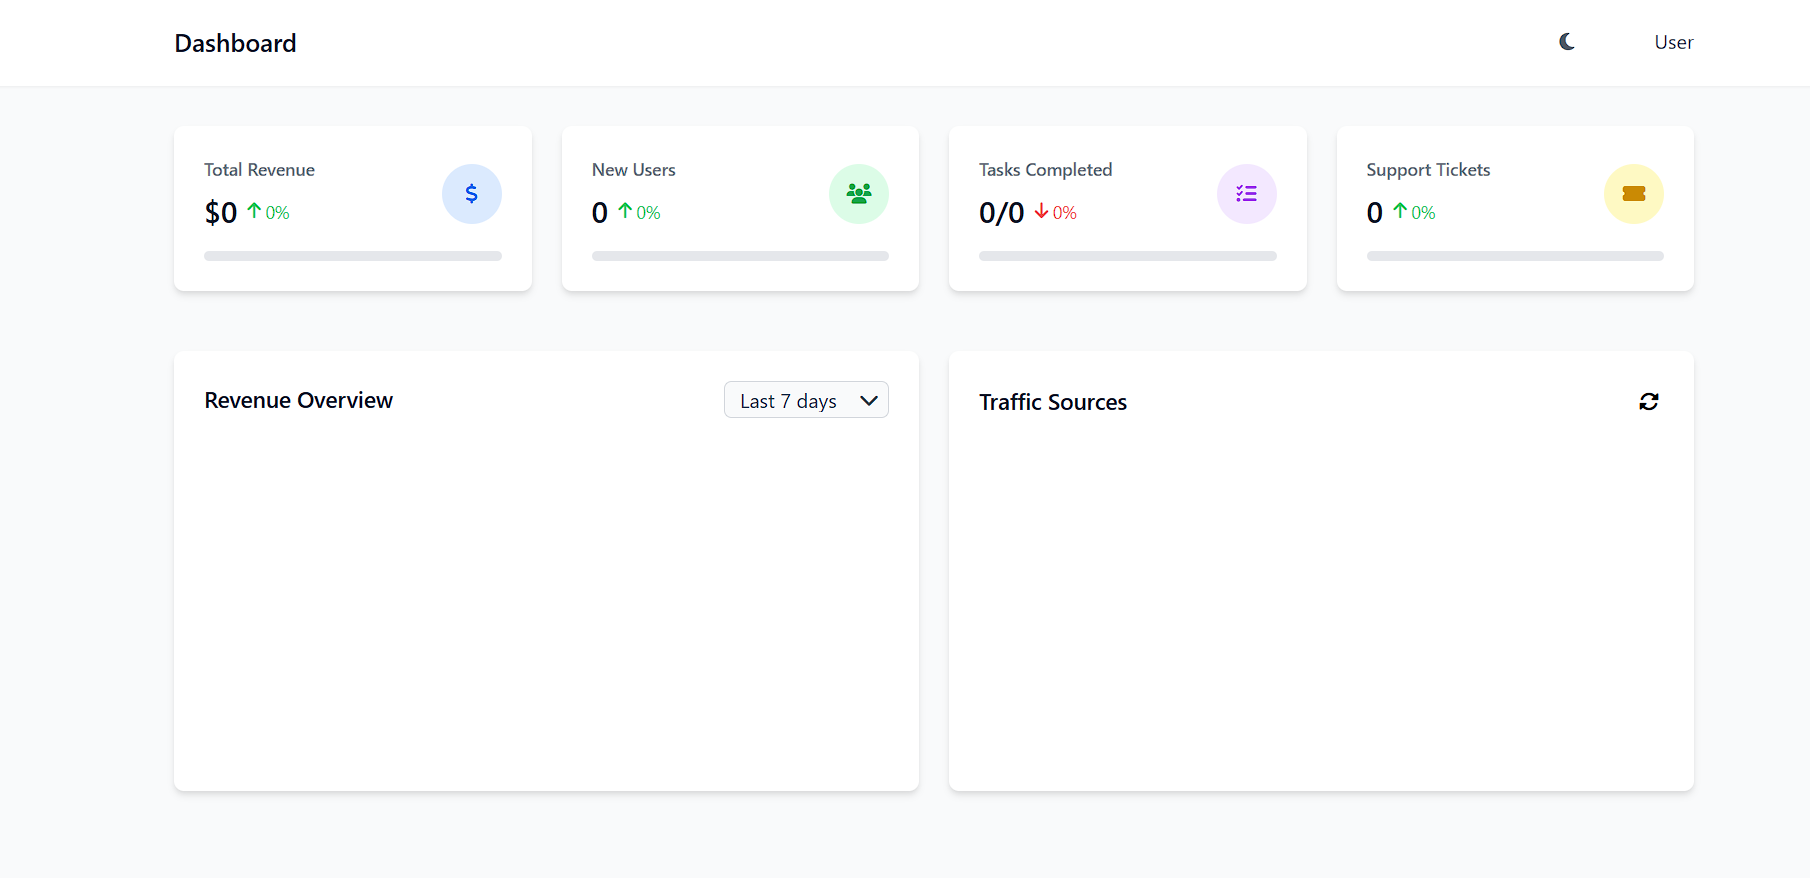 Dashboard
User
Total Revenue
$0 0%
New Users
0 0%
Tasks Completed
0/0 0%
Support Tickets
0 0%
Revenue Overview
Last 7 days
Traffic Sources